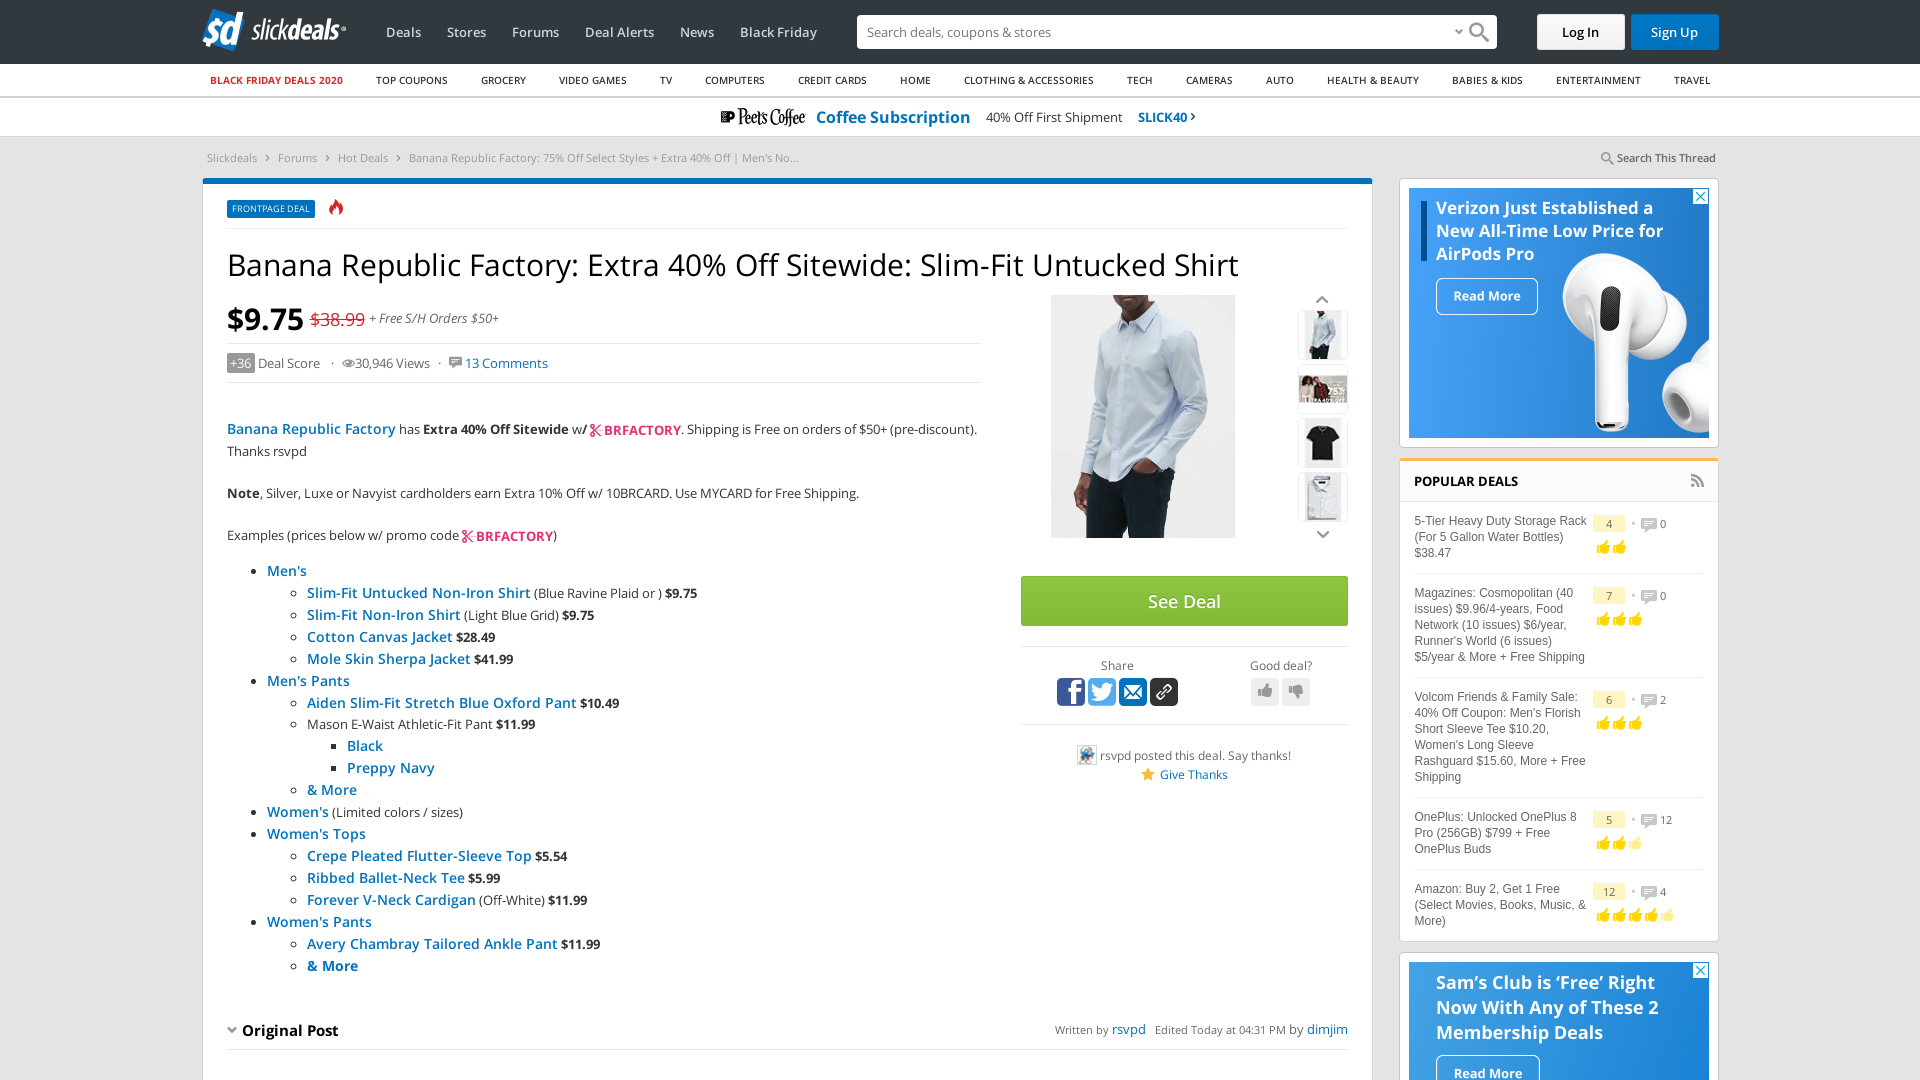 sd slickdeals
Deals Stores Forums Deal Alerts News Black Friday
Search deals, coupons & stores
Log In Sign Up
BLACK FRIDAY DEALS 2020 TOP COUPONS GROCERY VIDEO GAMES TV COMPUTERS CREDIT CARDS HOME CLOTHING & ACCESSORIES TECH CAMERAS AUTO HEALTH & BEAUTY BABIES & KIDS ENTERTAINMENT TRAVEL
Peet's Coffee Coffee Subscription 40% Off First Shipment SLICK40
Slickdeals Forums Hot Deals Banana Republic Factory: 75% Off Select Styles + Extra 40% Off | Men's No...
Search This Thread
FRONTPAGE DEAL
Banana Republic Factory: Extra 40% Off Sitewide: Slim-Fit Untucked Shirt
$9.75 $38.99 + Free S/H Orders $50+
+36 Deal Score · 30,946 Views · 13 Comments
Banana Republic Factory has Extra 40% Off Sitewide w/ BRFACTORY. Shipping is Free on orders of $50+ (pre-discount).
Thanks rsvpd
Note, Silver, Luxe or Navyist cardholders earn Extra 10% Off w/ 10BRCARD. Use MYCARD for Free Shipping.
Examples (prices below w/ promo code BRFACTORY)
Men's
Slim-Fit Untucked Non-Iron Shirt (Blue Ravine Plaid or ) $9.75
Slim-Fit Non-Iron Shirt (Light Blue Grid) $9.75
Cotton Canvas Jacket $28.49
Mole Skin Sherpa Jacket $41.99
Men's Pants
Aiden Slim-Fit Stretch Blue Oxford Pant $10.49
Mason E-Waist Athletic-Fit Pant $11.99
Black
Preppy Navy
& More
Women's (Limited colors / sizes)
Women's Tops
Crepe Pleated Flutter-Sleeve Top $5.54
Ribbed Ballet-Neck Tee $5.99
Forever V-Neck Cardigan (Off-White) $11.99
Women's Pants
Avery Chambray Tailored Ankle Pant $11.99
& More
See Deal
Share
Good deal?
rsvpd posted this deal. Say thanks!
Give Thanks
Original Post
Written by rsvpd Edited Today at 04:31 PM by dimjim
Verizon Just Established a
New All-Time Low Price for
AirPods Pro
Read More
POPULAR DEALS
5-Tier Heavy Duty Storage Rack
(For 5 Gallon Water Bottles)
$38.47
4 • 0
Magazines: Cosmopolitan (40
issues) $9.96/4-years, Food
Network (10 issues) $6/year,
Runner's World (6 issues)
$5/year & More + Free Shipping
7 • 0
Volcom Friends & Family Sale:
40% Off Coupon: Men's Florish
Short Sleeve Tee $10.20,
Women's Long Sleeve
Rashguard $15.60, More + Free
Shipping
6 • 2
OnePlus: Unlocked OnePlus 8
Pro (256GB) $799 + Free
OnePlus Buds
5 • 12
Amazon: Buy 2, Get 1 Free
(Select Movies, Books, Music, &
More)
12 • 4
Sam's Club is ‘Free’ Right
Now With Any of These 2
Membership Deals
Read More